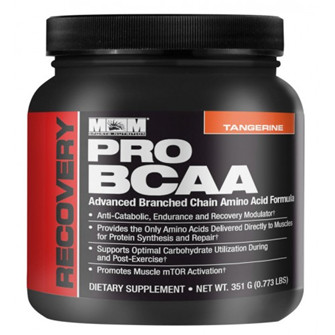 RECOVERY
M M
SPORTS NUTRITION
TANGERINE
PRO
BCAA
Advanced Branched Chain Amino Acid Formula
• Anti-Catabolic, Endurance and Recovery Modulator†
• Provides the Only Amino Acids Delivered Directly to Muscles
for Protein Synthesis and Repair†
• Supports Optimal Carbohydrate Utilization During
and Post-Exercise†
• Promotes Muscle mTOR Activation†
DIETARY SUPPLEMENT • NET WT. 351 G (0.773 LBS)